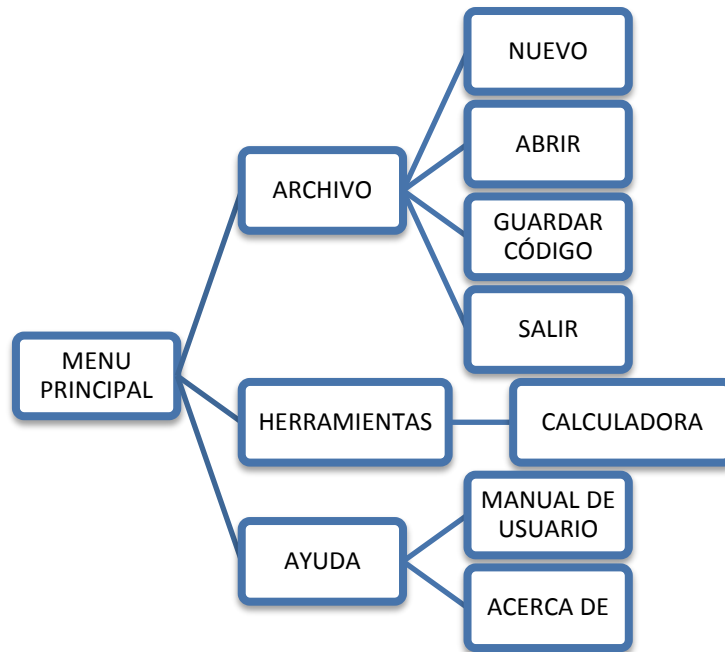 NUEVO
ABRIR
ARCHIVO
GUARDAR
CÓDIGO
SALIR
MENU
PRINCIPAL
HERRAMIENTAS
CALCULADORA
MANUAL DE
USUARIO
AYUDA
ACERCA DE